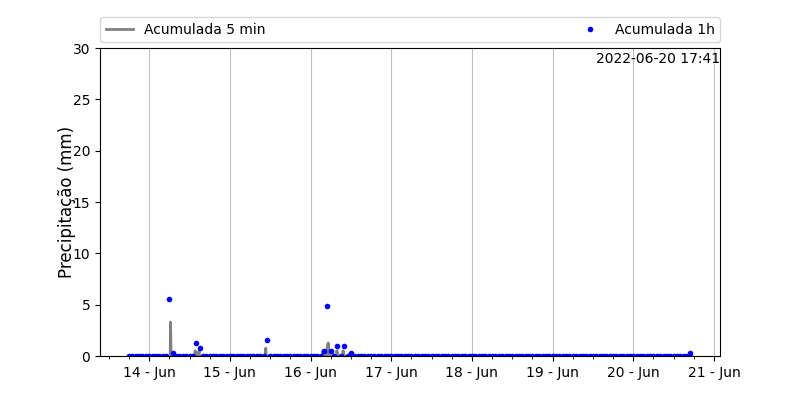 Acumulada 5 min
Acumulada 1h
2022-06-20 17:41
Precipitação (mm)
30
25
20
15
10
5
0
14 - Jun
15 - Jun
16 - Jun
17 - Jun
18 - Jun
19 - Jun
20 - Jun
21 - Jun